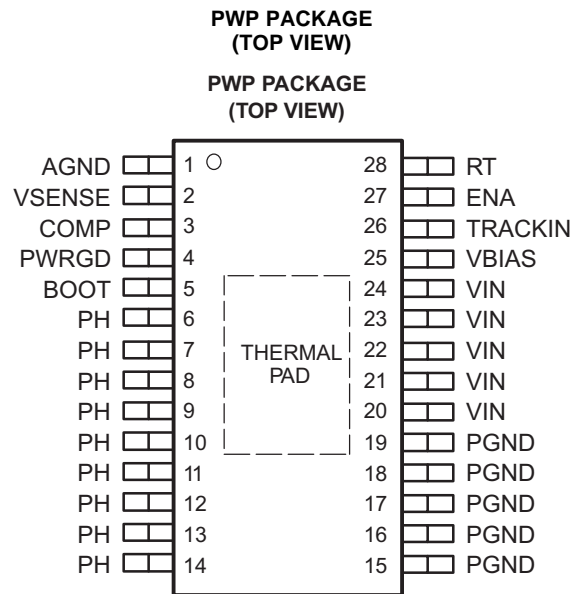 PWP PACKAGE
(TOP VIEW)
PWP PACKAGE
(TOP VIEW)
AGND 1 28 RT
VSENSE 2 27 ENA
COMP 3 26 TRACKIN
PWRGD 4 25 VBIAS
BOOT 5 24 VIN
PH 6 23 VIN
PH 7 22 VIN
THERMAL
PAD
PH 8 21 VIN
PH 9 20 VIN
PH 10 19 PGND
PH 11 18 PGND
PH 12 17 PGND
PH 13 16 PGND
PH 14 15 PGND